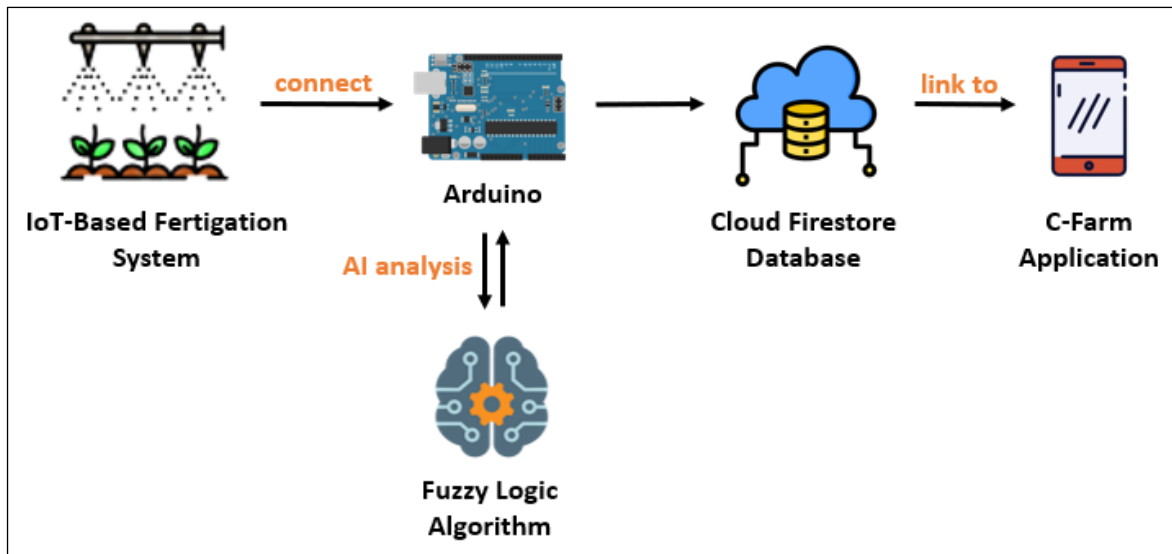 connect
link to
IoT-Based Fertigation
System
Arduino
Cloud Firestore
Database
C-Farm
Application
AI analysis
Fuzzy Logic
Algorithm